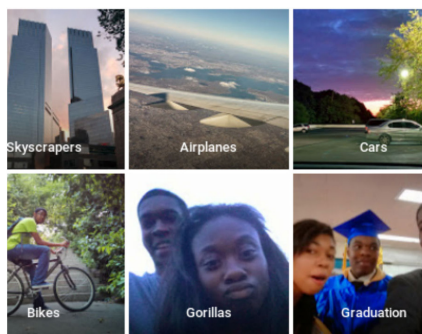 Skyscrapers
Airplanes
Cars
Bikes
Gorillas
Graduation